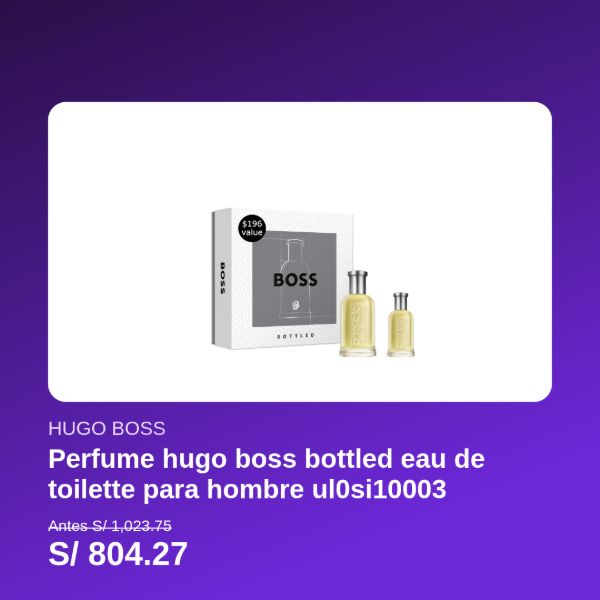 $196
value
BOSS
BOSS
BOTTLED
HUGO BOSS
Perfume hugo boss bottled eau de
toilette para hombre ul0si10003
Antes S/ 1,023.75
S/ 804.27